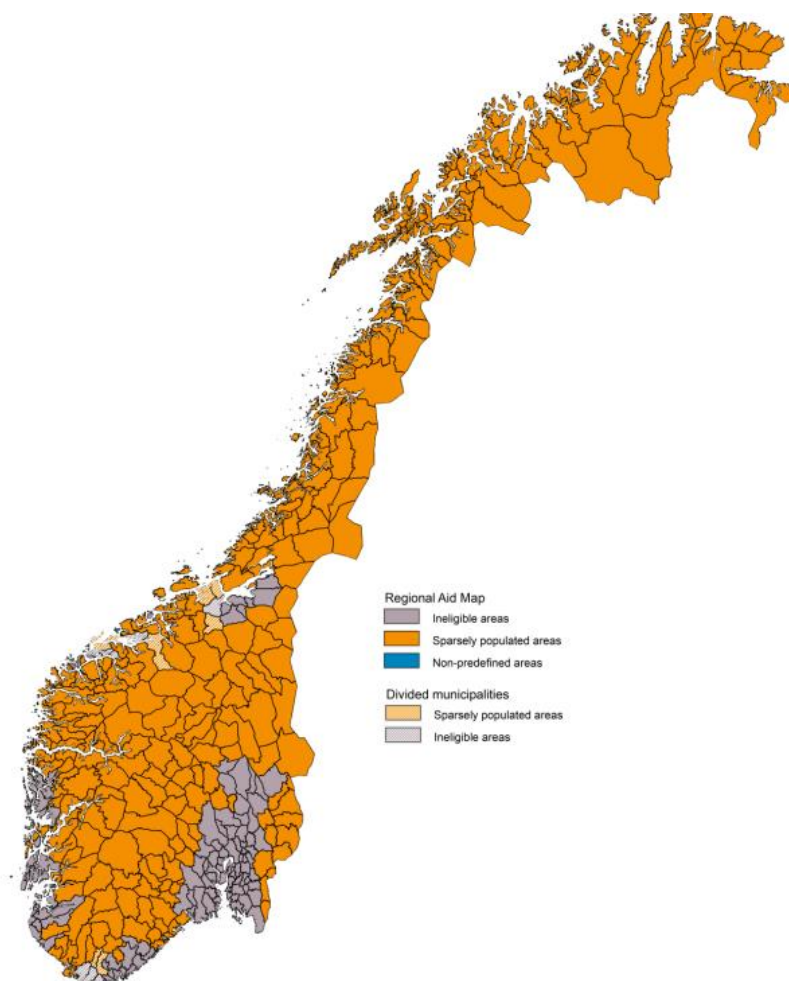 Regional Aid Map
Ineligible areas
Sparsely populated areas
Non-predefined areas
Divided municipalities
Sparsely populated areas
Ineligible areas